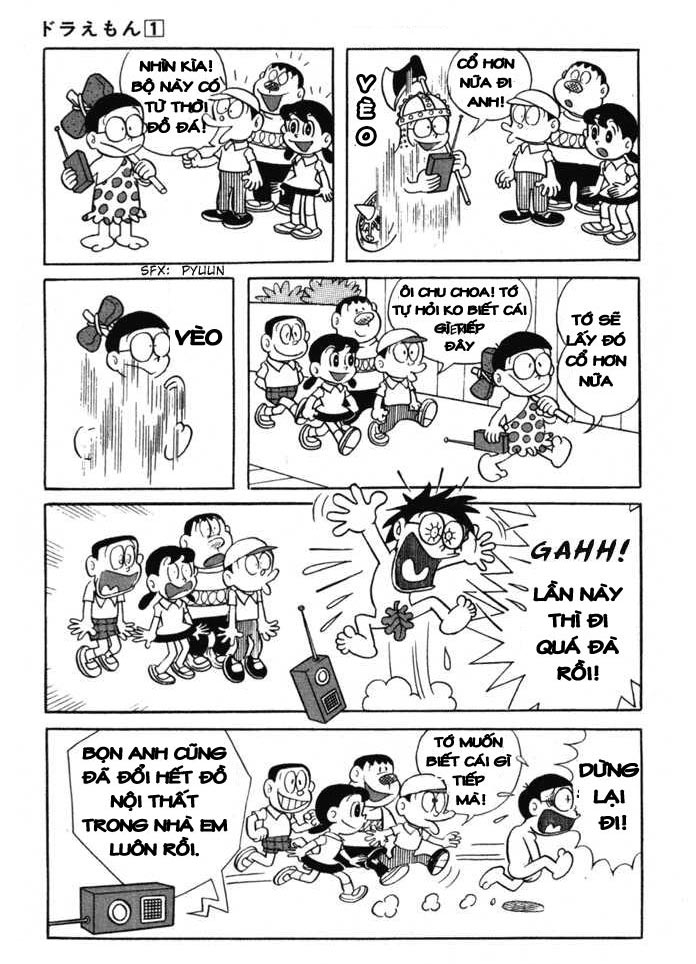 ドラえもん 1
NHÌN KÌA!
BỘ NÀY CÓ
TỪ THỜI
ĐỒ ĐÁ!
VÈO
CỔ HƠN
NỮA ĐI
ANH!
SFX: PYUUN
VÈO
ÔI CHU CHOA! TỚ
TỰ HỎI KO BIẾT CÁI
GÌ TIẾP
ĐÂY
TỚ SẼ
LẤY ĐÓ
CỔ HƠN
NỮA
GAHH!
LẦN NÀY
THÌ ĐI
QUÁ ĐÀ
RỒI!
BỌN ANH CŨNG
ĐÃ ĐỔI HẾT ĐỒ
NỘI THẤT
TRONG NHÀ EM
LUÔN RỒI.
TỚ MUỐN
BIẾT CÁI GÌ
TIẾP
MÀ!
DỪNG
LẠI
ĐI!